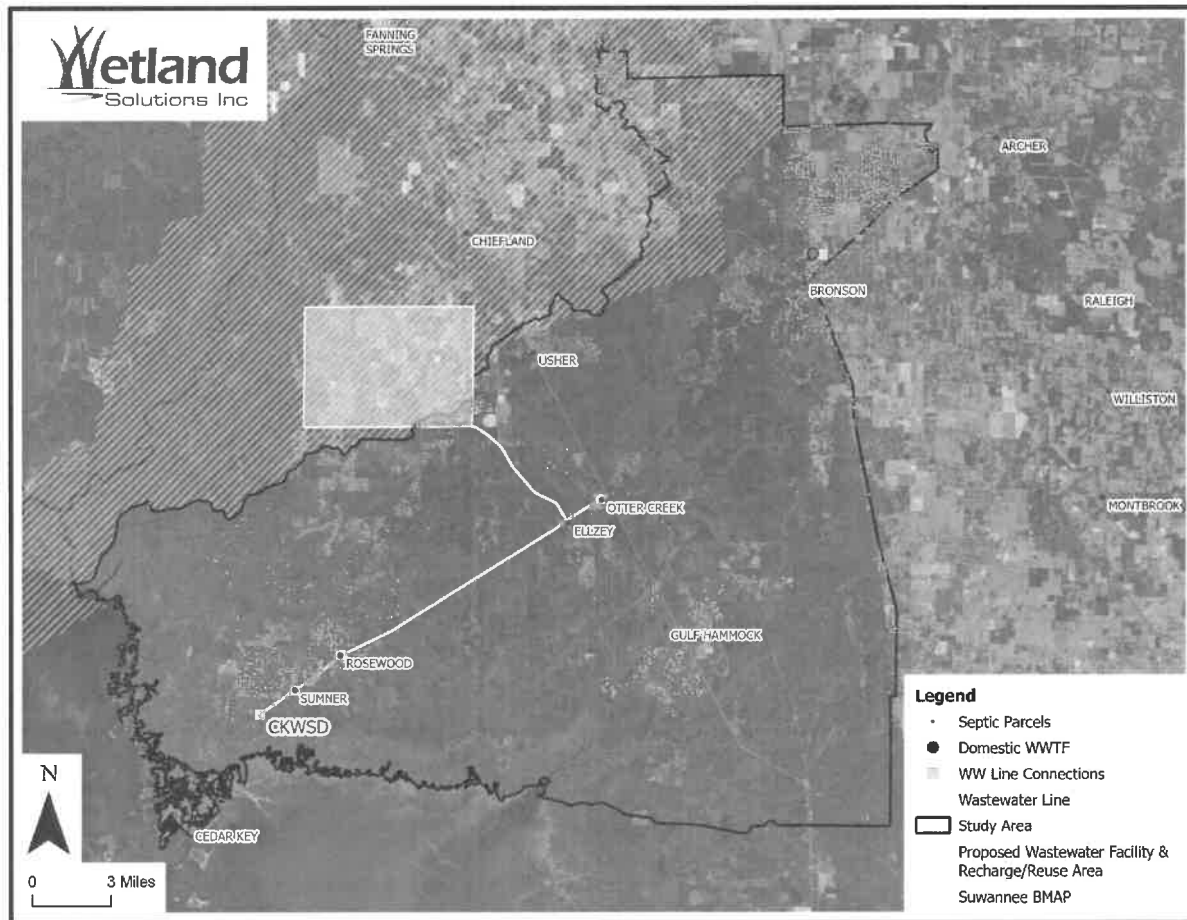 Wetland
Solutions Inc
FANNING
SPRINGS
ARCHER
CHIEFLAND
BRONSON
RALEIGH
USHER
WILLISTON
OTTER CREEK
MONTBROOK
ELLZEY
GULF HAMMOCK
ROSEWOOD
SUMNER
CKWSD
CEDAR KEY
N
0 3 Miles
Legend
Septic Parcels
Domestic WWTF
WW Line Connections
Wastewater Line
Study Area
Proposed Wastewater Facility &
Recharge/Reuse Area
Suwannee BMAP